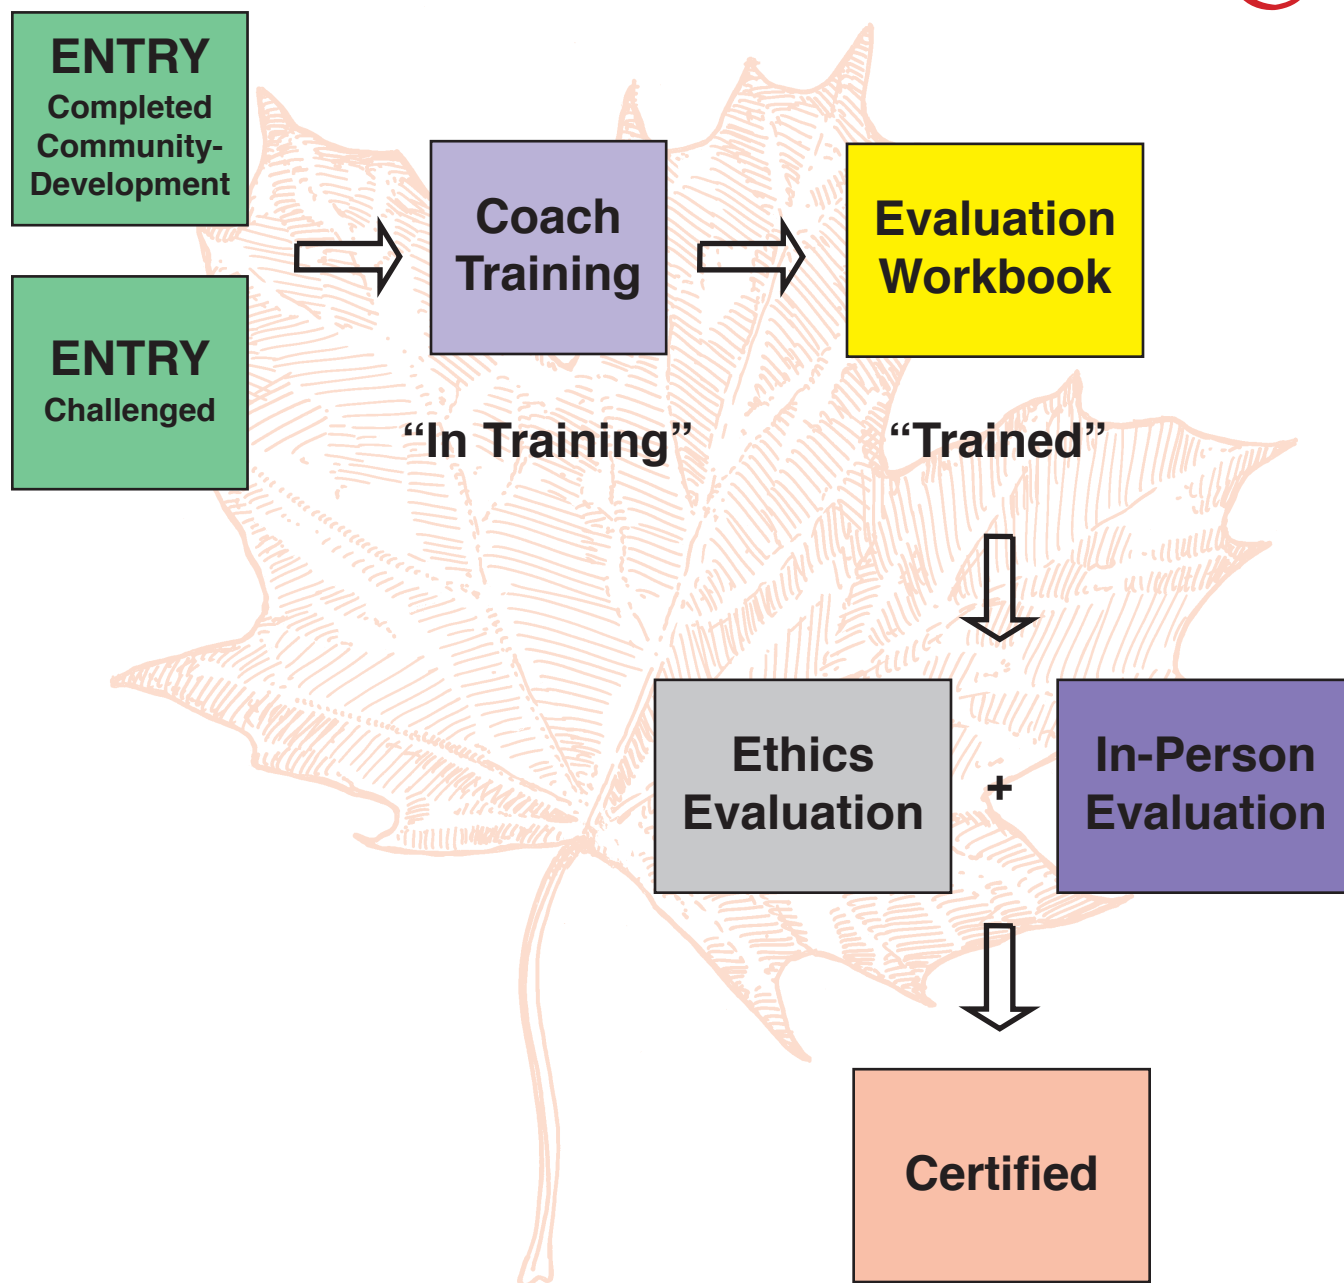 ENTRY
Completed
Community-
Development
ENTRY
Challenged
Coach
Training
“In Training”
Evaluation
Workbook
“Trained”
Ethics
Evaluation
+
In-Person
Evaluation
Certified